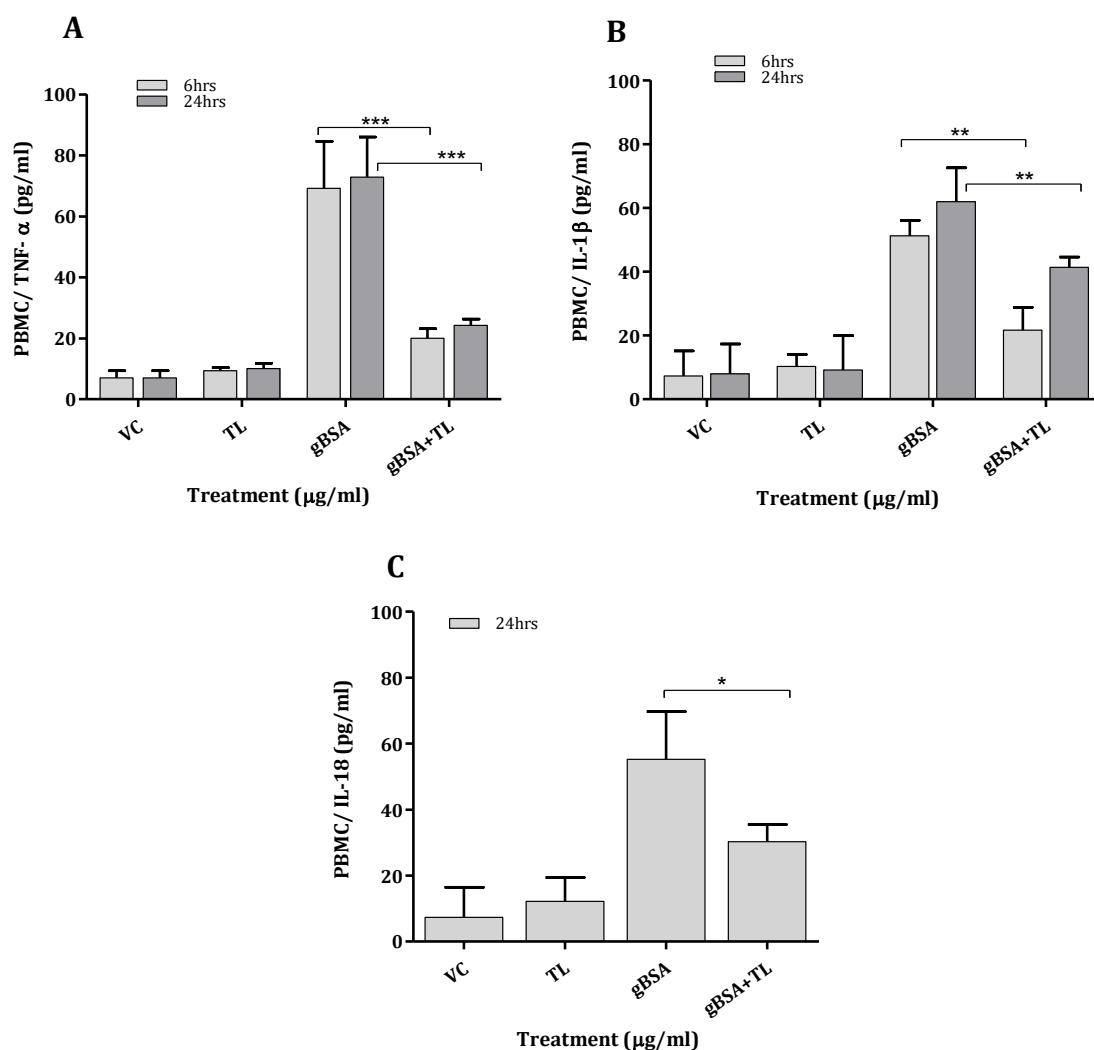 A
6hrs
24hrs
PBMC/ TNF- α (pg/ml)
100
80
60
40
20
0
***
***
VC
TL
gBSA
gBSA+TL
Treatment (μg/ml)
B
6hrs
24hrs
PBMC/ IL-1β (pg/ml)
100
80
60
40
20
0
**
**
VC
TL
gBSA
gBSA+TL
Treatment (μg/ml)
C
24hrs
PBMC/ IL-18 (pg/ml)
100
80
60
40
20
0
*
VC
TL
gBSA
gBSA+TL
Treatment (μg/ml)